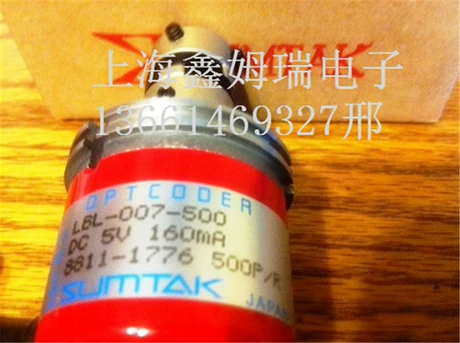 SUMTAK
上海鑫姆瑞电子
13661469327邢
OPTCODER
LBL-007-500
DC 5V 160mA
8811-1776 500P/R
SUMTAK
JAPAN